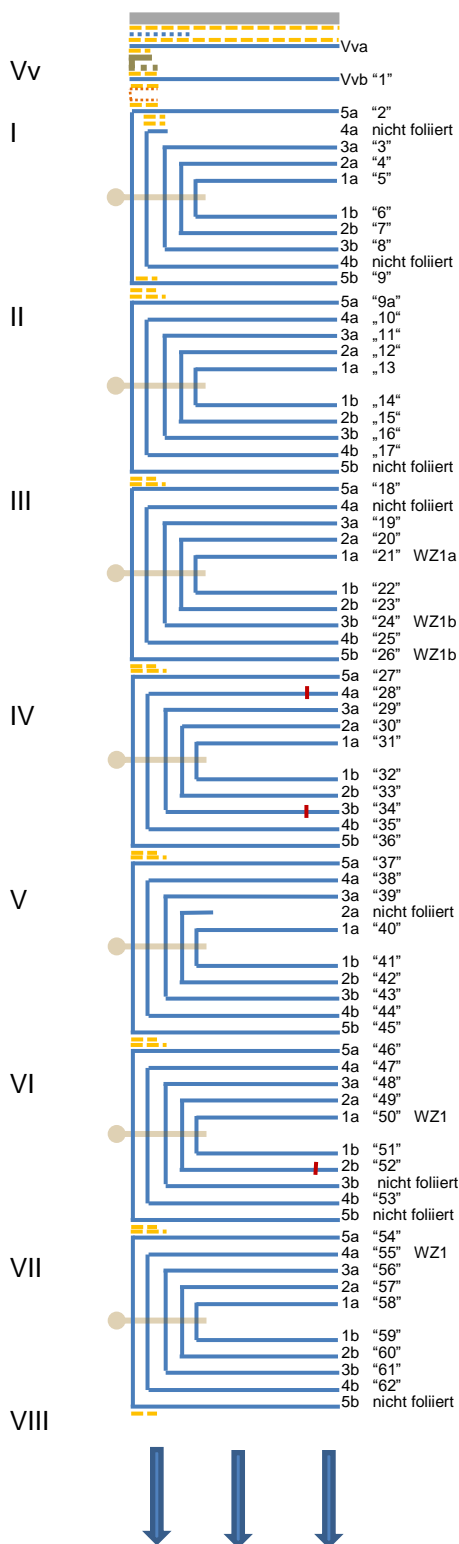 Vva
Vv
Vvb “1”
5a “2”
I
4a nicht foliiert
3a “3”
2a “4”
1a “5”
1b “6”
2b “7”
3b “8”
4b nicht foliiert
5b “9”
5a “9a”
II
4a „10“
3a „11“
2a „12“
1a „13
1b „14“
2b „15“
3b „16“
4b „17“
5b nicht foliiert
5a “18”
III
4a nicht foliiert
3a “19”
2a “20”
1a “21” WZ1a
1b “22”
2b “23”
3b “24” WZ1b
4b “25”
5b “26” WZ1b
5a “27”
4a “28”
IV
3a “29”
2a “30”
1a “31”
1b “32”
2b “33”
3b “34”
4b “35”
5b “36”
5a “37”
4a “38”
V
3a “39”
2a nicht foliiert
1a “40”
1b “41”
2b “42”
3b “43”
4b “44”
5b “45”
5a “46”
4a “47”
VI
3a “48”
2a “49”
1a “50” WZ1
1b “51”
2b “52”
3b nicht foliiert
4b “53”
5b nicht foliiert
5a “54”
4a “55” WZ1
VII
3a “56”
2a “57”
1a “58”
1b “59”
2b “60”
3b “61”
4b “62”
5b nicht foliiert
VIII